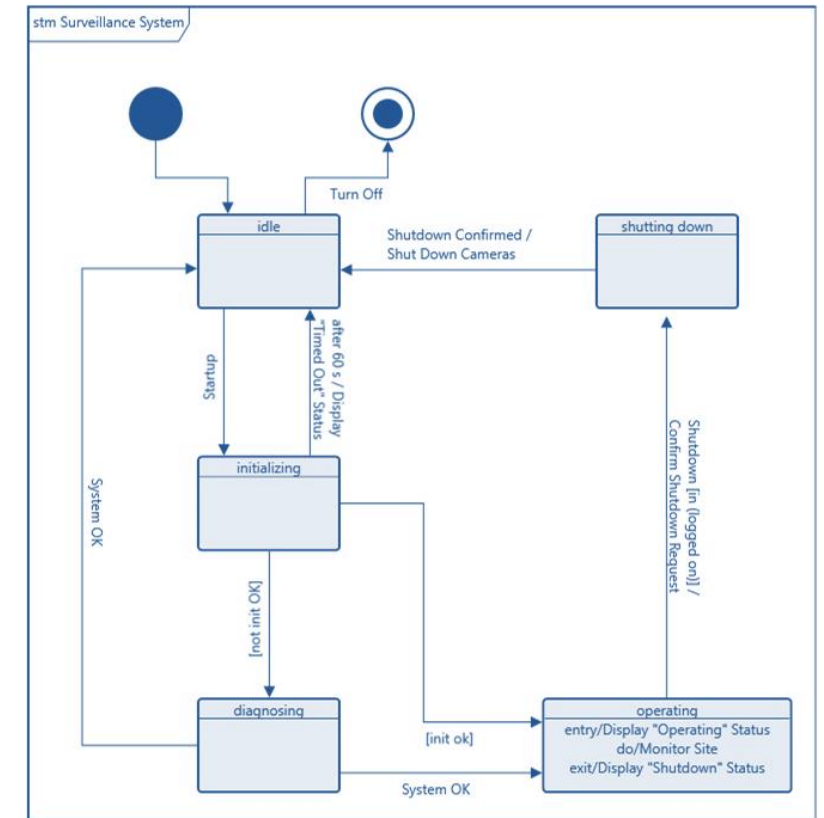 stm Surveillance System
Turn Off
idle
shutting down
Shutdown Confirmed /
Shut Down Cameras
Startup
after 60 s / Display
"Timed Out" Status
initializing
System OK
Shutdown [in (logged on)] /
Confirm Shutdown Request
[not init OK]
diagnosing
operating
entry/Display "Operating" Status
do/Monitor Site
exit/Display "Shutdown" Status
[init ok]
System OK